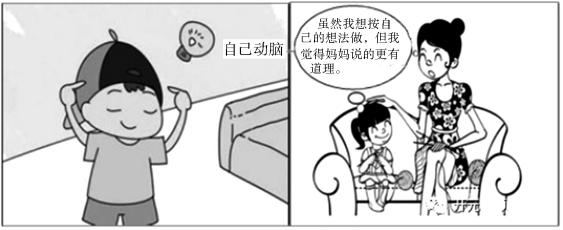 自己动脑
虽然我想按自
己的想法做，但我
觉得妈妈说的更有
道理。